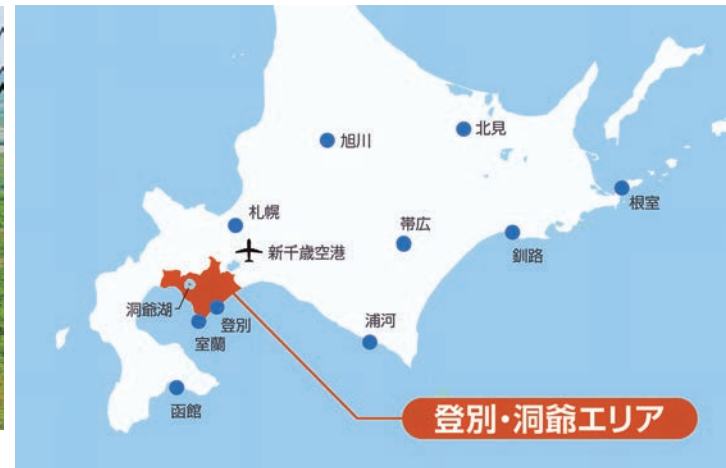 北見
旭川
根室
札幌
帯広
釧路
新千歳空港
洞爺湖
登別
浦河
室蘭
函館
登別・洞爺エリア